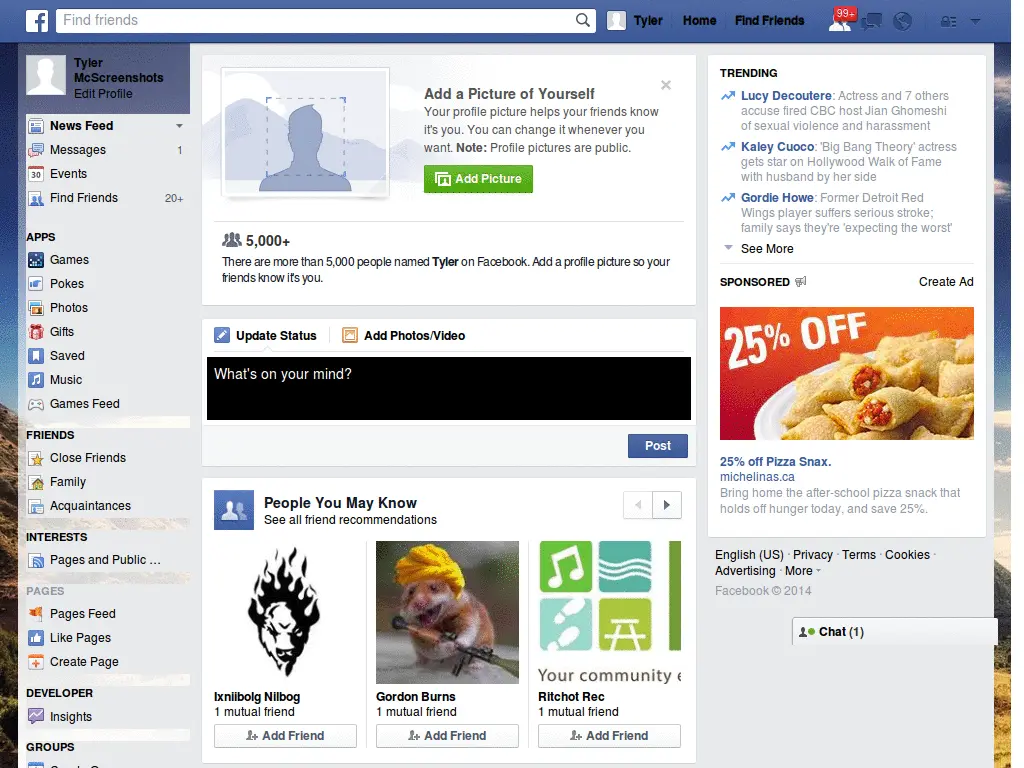 f
Find friends
Tyler
Home
Find Friends
99+
Tyler
McScreenshots
Edit Profile
News Feed
Messages
1
30
Events
Find Friends
20+
APPS
Games
Pokes
Photos
Gifts
Saved
Music
Games Feed
FRIENDS
Close Friends
Family
Acquaintances
INTERESTS
Pages and Public ...
PAGES
Pages Feed
Like Pages
Create Page
DEVELOPER
Insights
GROUPS
Add a Picture of Yourself
Your profile picture helps your friends know
it's you. You can change it whenever you
want. Note: Profile pictures are public.
Add Picture
5,000+
There are more than 5,000 people named Tyler on Facebook. Add a profile picture so your
friends know it's you.
Update Status
Add Photos/Video
What's on your mind?
Post
People You May Know
See all friend recommendations
Ixniibolg Nilbog
1 mutual friend
Add Friend
Gordon Burns
1 mutual friend
Add Friend
Your community
Ritchot Rec
1 mutual friend
Add Friend
TRENDING
Lucy Decoutere: Actress and 7 others
accuse fired CBC host Jian Ghomeshi
of sexual violence and harassment
Kaley Cuoco: 'Big Bang Theory' actress
gets star on Hollywood Walk of Fame
with husband by her side
Gordie Howe: Former Detroit Red
Wings player suffers serious stroke;
family says they're 'expecting the worst'
See More
SPONSORED
Create Ad
25% OFF
25% off Pizza Snax.
michelinas.ca
Bring home the after-school pizza snack that
holds off hunger today, and save 25%.
English (US) · Privacy · Terms · Cookies ·
Advertising · More
Facebook © 2014
Chat (1)